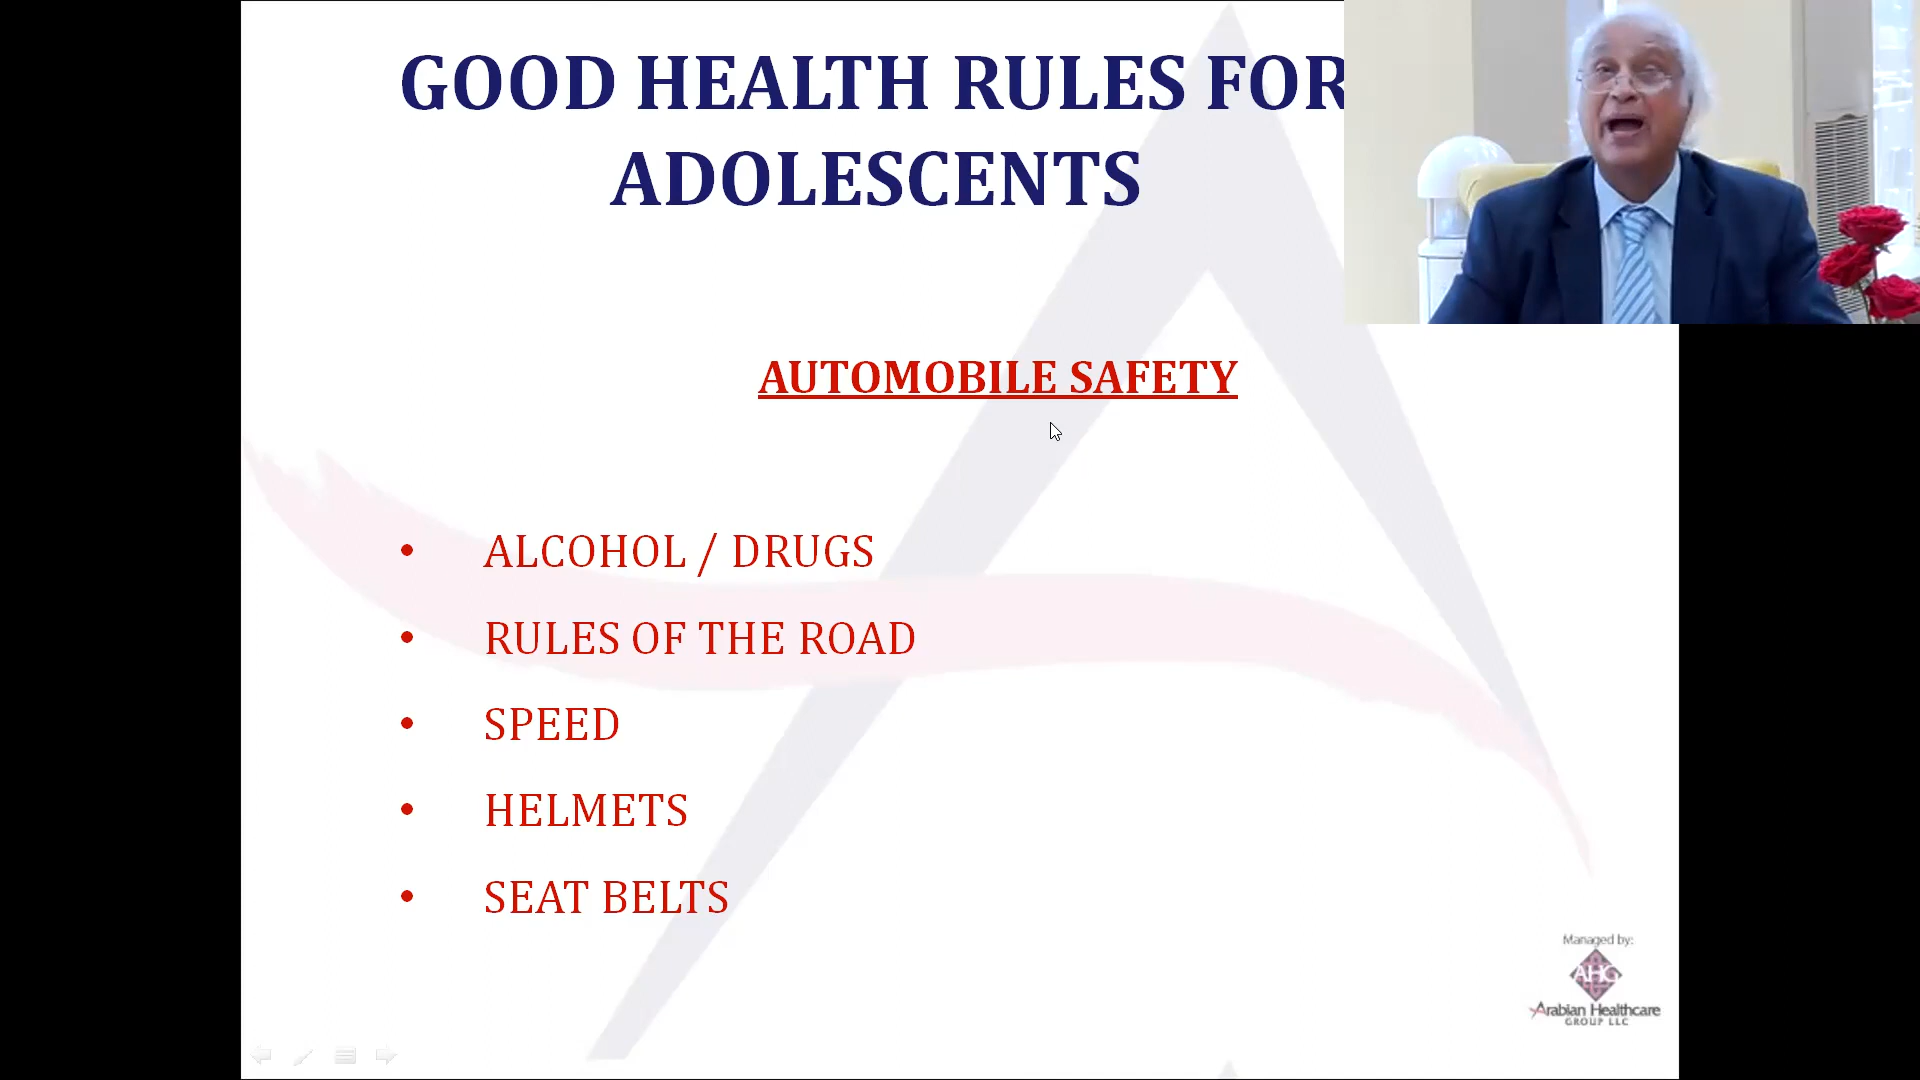 GOOD HEALTH RULES FOR
ADOLESCENTS
AUTOMOBILE SAFETY
• ALCOHOL / DRUGS
• RULES OF THE ROAD
• SPEED
• HELMETS
• SEAT BELTS
Managed by:
AHG
Arabian Healthcare
GROUP LLC